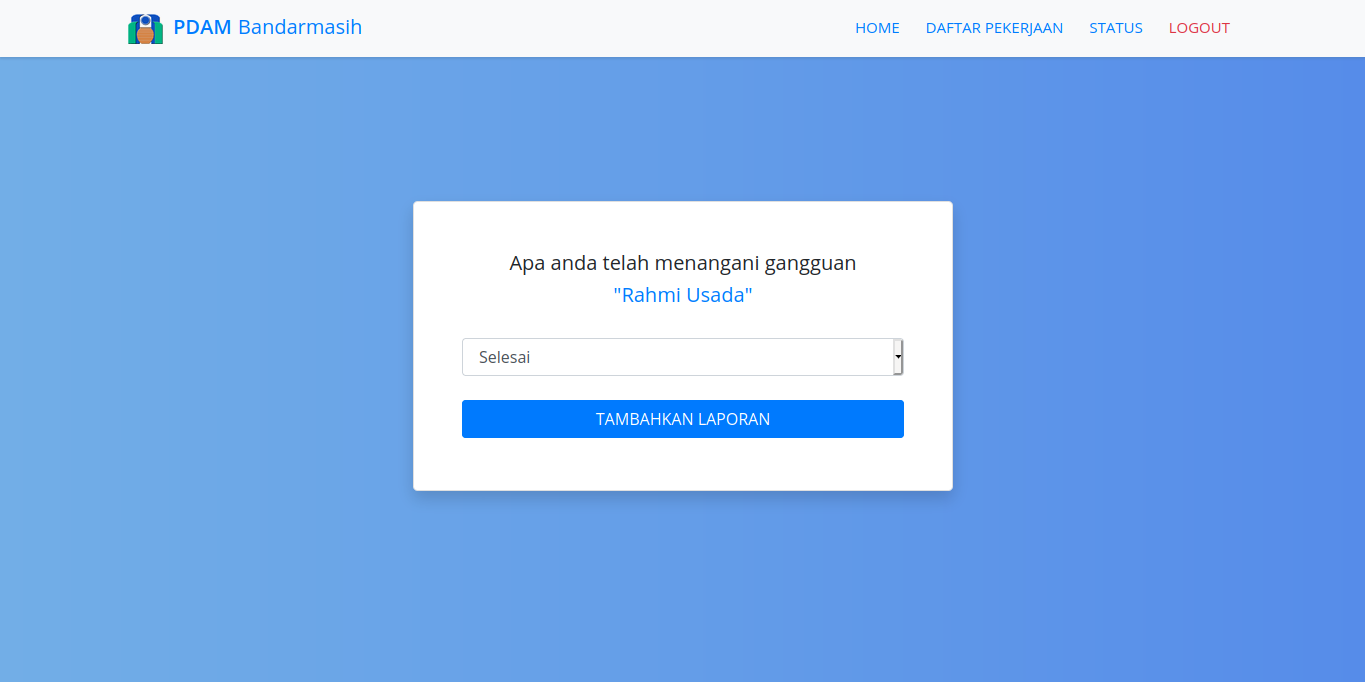 PDAM Bandarmasih
HOME DAFTAR PEKERJAAN STATUS LOGOUT
Apa anda telah menangani gangguan
"Rahmi Usada"
Selesai
TAMBAHKAN LAPORAN